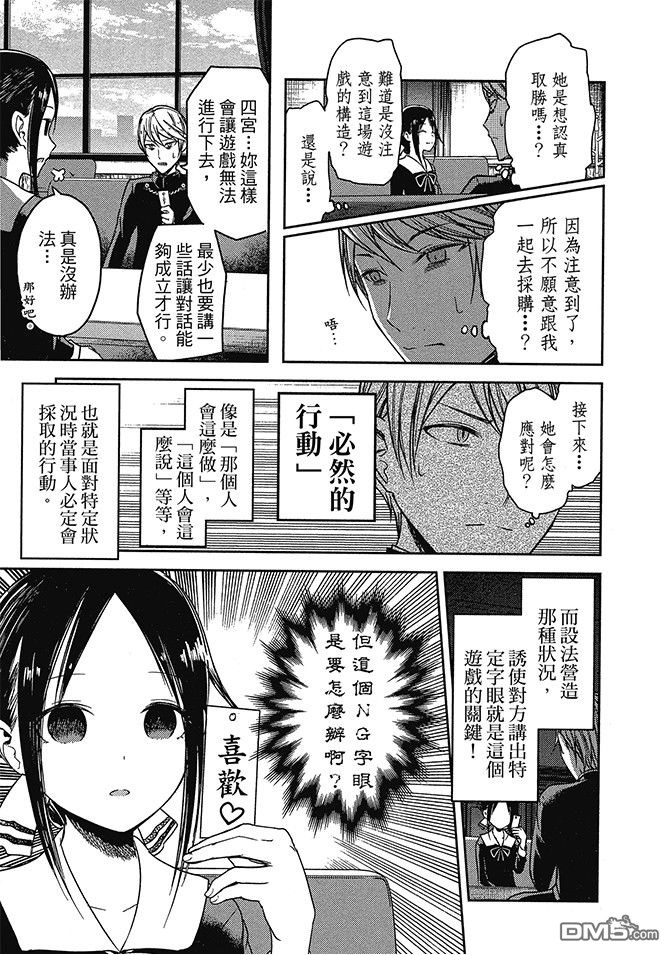 她是想認真
取勝嗎…?
難道是沒注
意到這場遊
戲的構造?
還是說…
因為注意到了，
所以不願意跟我
一起去採購…?
唔…
四宮…妳這樣
會讓遊戲無法
進行下去，
最少也要講一
些話讓對話能
夠成立才行。
真是沒辦
法…
那好吧。
接下來…
她會怎麼
應對呢?
「必然的
行動」
像是「那個人
會這麼做」，
「這個人會這
麼說」等等，
也就是面對特定狀
況時當事人必定會
採取的行動。
而設法營造
那種狀況，
誘使對方講出特
定字眼就是這個
遊戲的關鍵!
但這個NG字眼
是要怎麼辦啊?
。喜歡♡
DM5.com